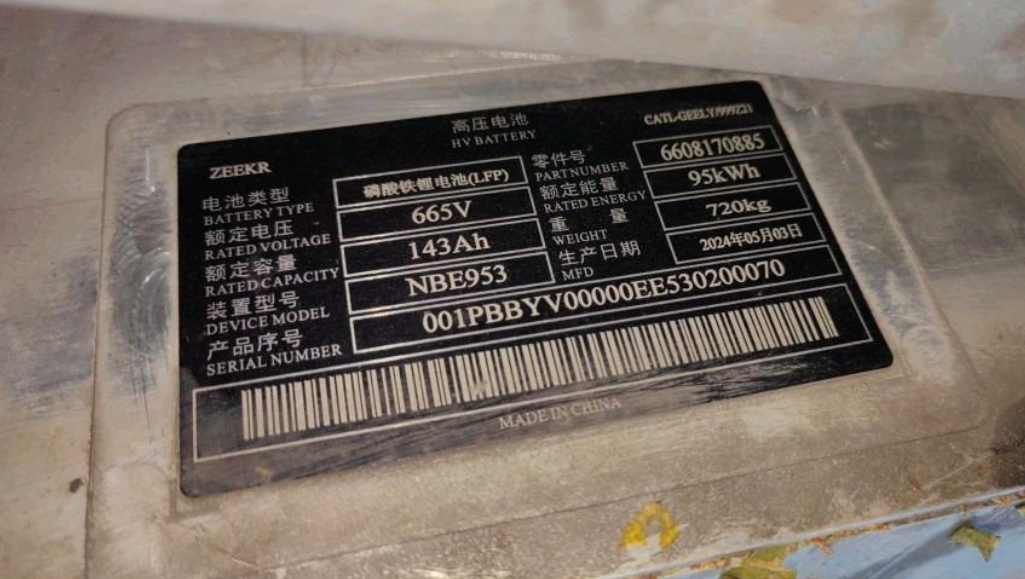 高压电池
HV BATTERY
CATL-GEELY/999Z21
ZEEKR
电池类型
BATTERY TYPE
磷酸铁锂电池(LFP)
零件号
PART NUMBER
6608170885
额定电压
RATED VOLTAGE
665V
额定能量
RATED ENERGY
95kWh
额定容量
RATED CAPACITY
143Ah
重 量
WEIGHT
720kg
装置型号
DEVICE MODEL
NBE953
生产日期
MFD
2024年05月03日
产品序号
SERIAL NUMBER
001PBBYV00000EE530200070
MADE IN CHINA